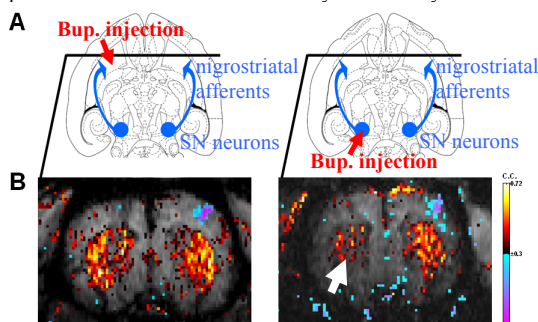 A
Bup. injection
nigrostriatal
afferents
SN neurons
nigrostriatal
afferents
SN neurons
Bup. injection
B
C.C.
0.72
±0.3